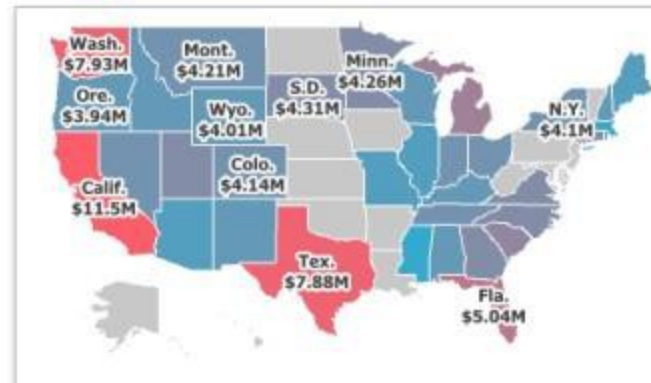 Wash.
$7.93M
Mont.
$4.21M
Minn.
$4.26M
Ore.
$3.94M
S.D.
$4.31M
Wyo.
$4.01M
N.Y.
$4.1M
Colo.
$4.14M
Calif.
$11.5M
Tex.
$7.88M
Fla.
$5.04M